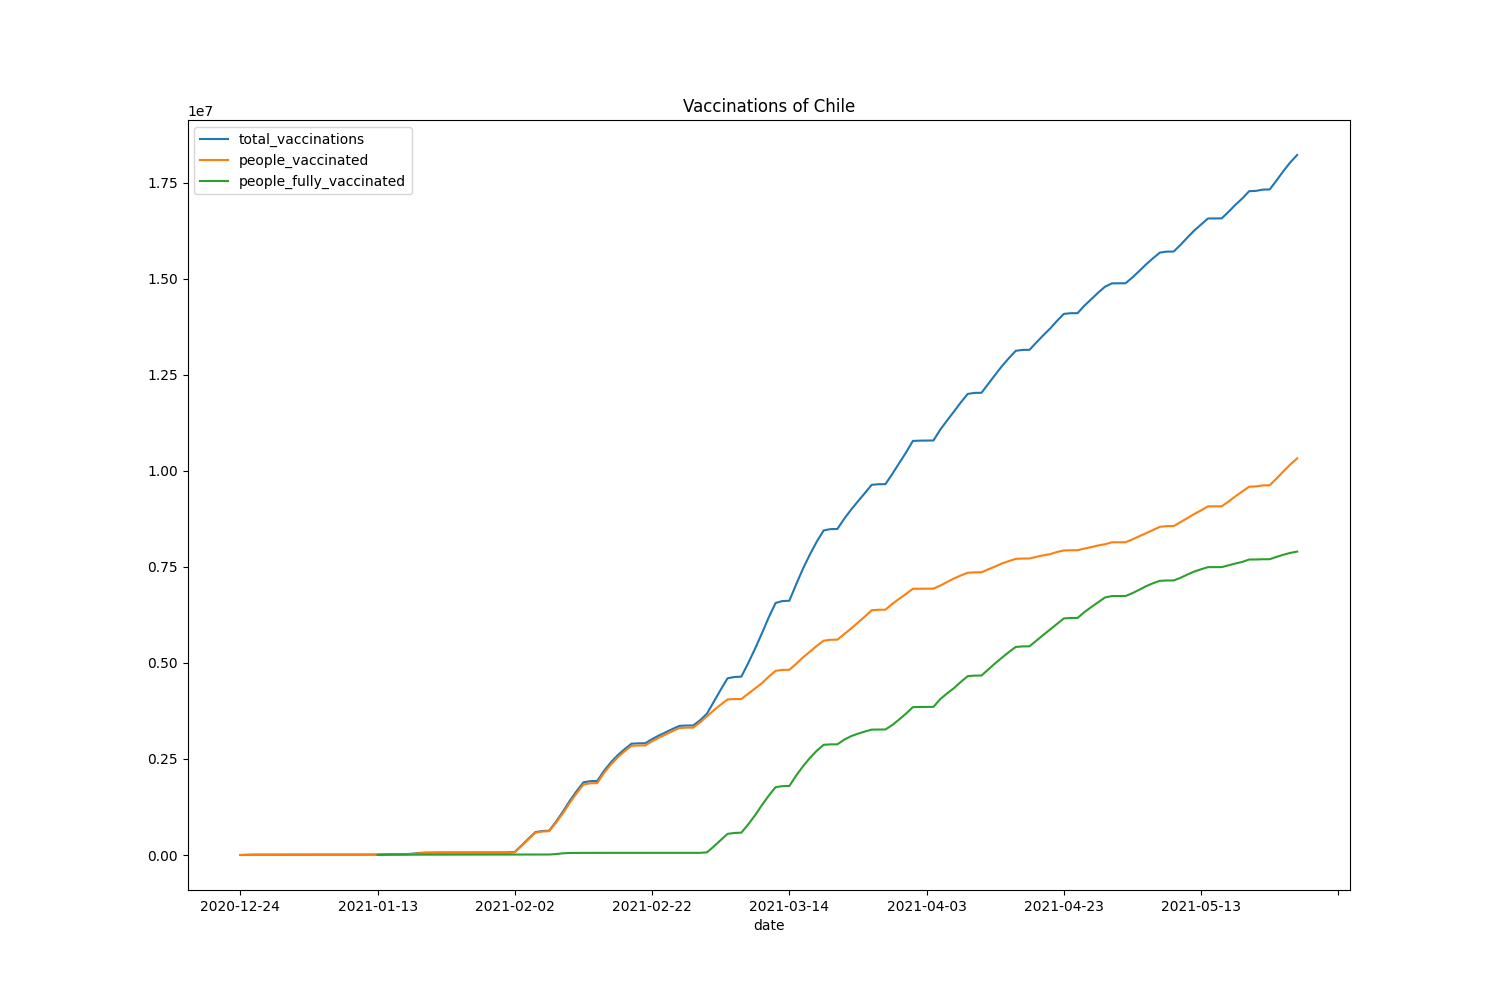 Vaccinations of Chile
1e7
total_vaccinations
people_vaccinated
people_fully_vaccinated
1.75
1.50
1.25
1.00
0.75
0.50
0.25
0.00
2020-12-24 2021-01-13 2021-02-02 2021-02-22 2021-03-14 2021-04-03 2021-04-23 2021-05-13
date